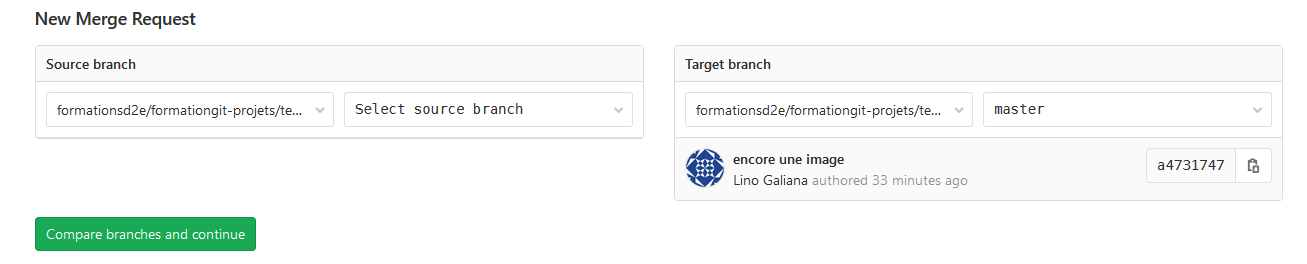 New Merge Request
Source branch
formationsd2e/formationgit-projets/te...
Select source branch
Target branch
formationsd2e/formationgit-projets/te...
master
encore une image
Lino Galiana authored 33 minutes ago
a4731747
Compare branches and continue